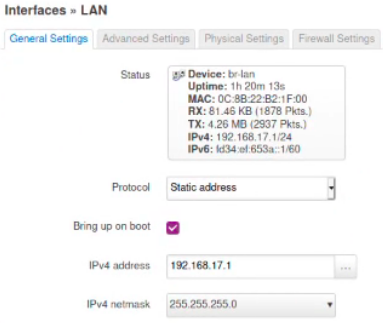 Interfaces » LAN
General Settings Advanced Settings Physical Settings Firewall Settings
Status
Device: br-lan
Uptime: 1h 20m 13s
MAC: 0C:8B:22:B2:1F:00
RX: 81.46 KB (1878 Pkts.)
TX: 4.26 MB (2937 Pkts.)
IPv4: 192.168.17.1/24
IPv6: fd34:ef:653a::1/60
Protocol Static address
Bring up on boot
IPv4 address 192.168.17.1 ...
IPv4 netmask 255.255.255.0